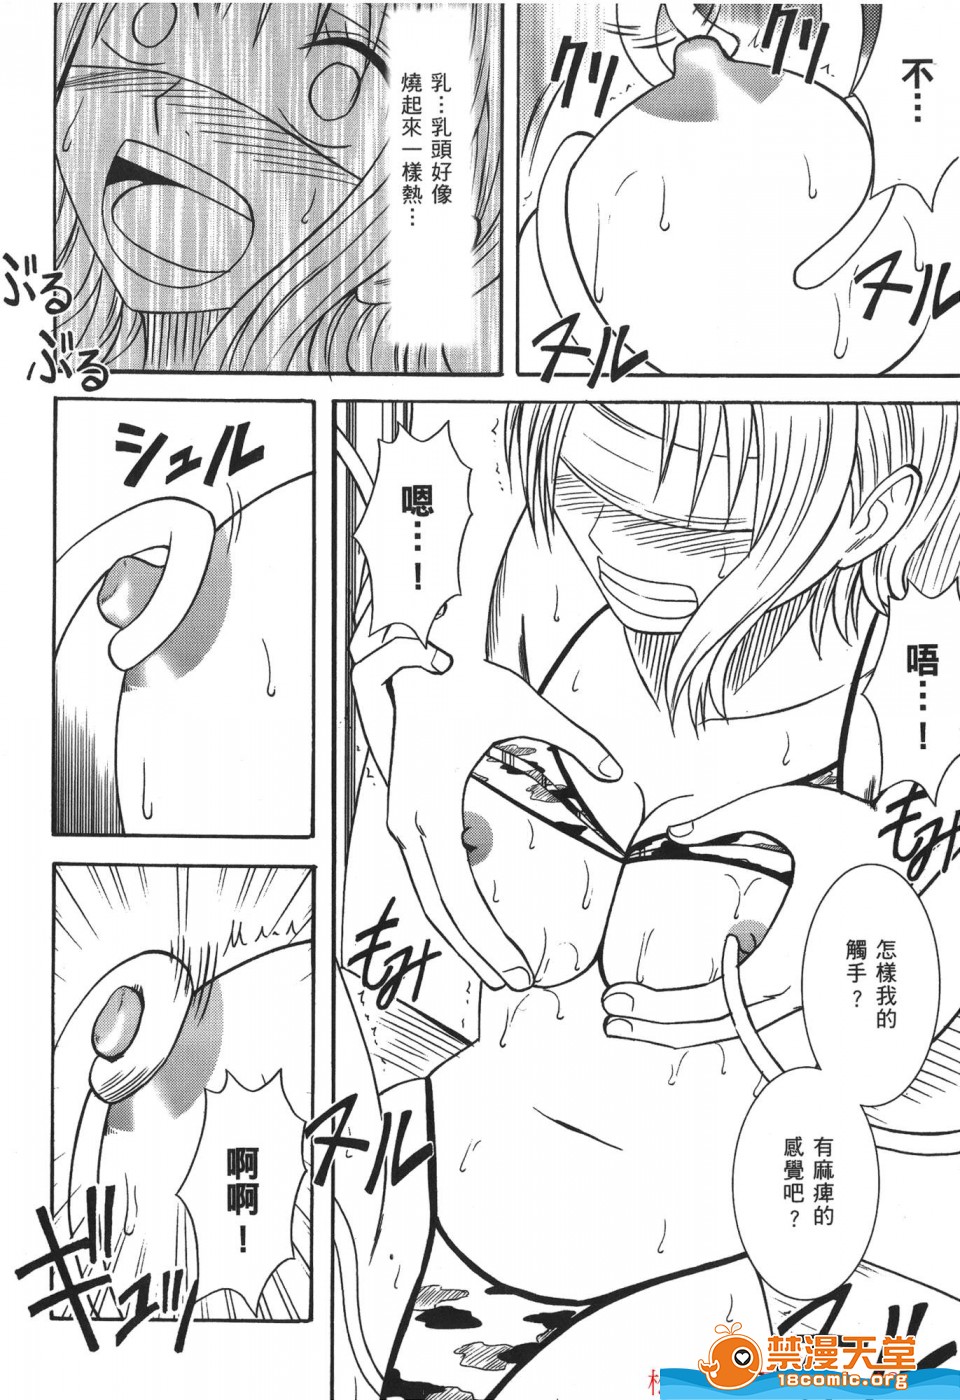 不…
クリ
クリ
ヌル
ヌル
乳…乳頭好像
燒起來一樣熱…
ぶる
ぶる
唔…！
嗯…！
もみ
もみ
怎樣我的
觸手？
有麻痺的
感覺吧？
ヌル
ヌル
シュル
啊啊！
ギュッ
禁漫天堂
18comic.org